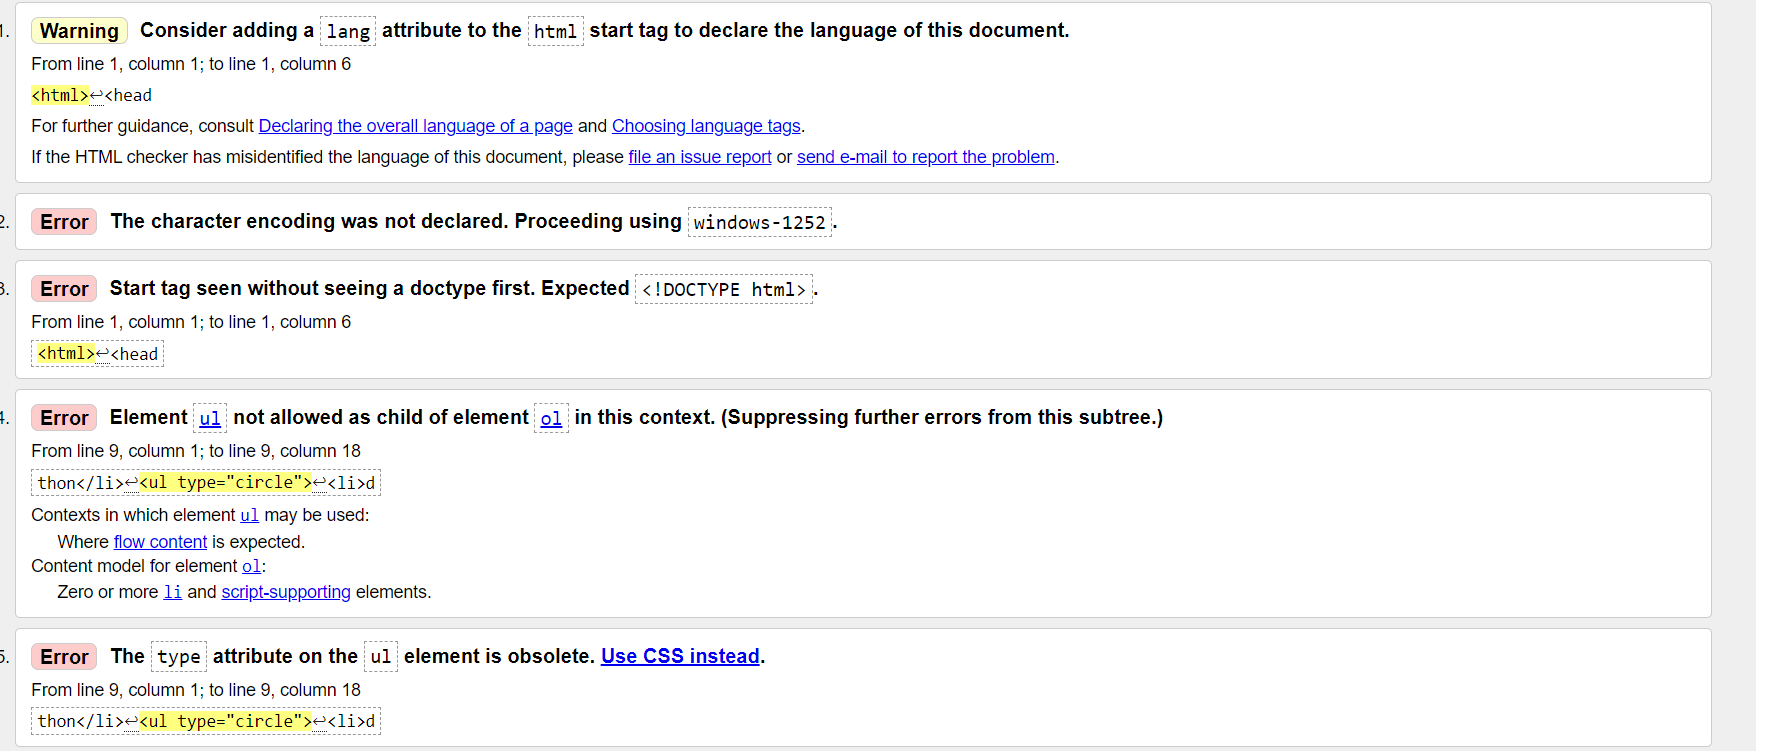 1. Warning Consider adding a lang attribute to the html start tag to declare the language of this document.
From line 1, column 1; to line 1, column 6
<html>↩<head
For further guidance, consult Declaring the overall language of a page and Choosing language tags.
If the HTML checker has misidentified the language of this document, please file an issue report or send e-mail to report the problem.
2. Error The character encoding was not declared. Proceeding using windows-1252.
3. Error Start tag seen without seeing a doctype first. Expected <!DOCTYPE html>.
From line 1, column 1; to line 1, column 6
<html>↩<head
4. Error Element ul not allowed as child of element ol in this context. (Suppressing further errors from this subtree.)
From line 9, column 1; to line 9, column 18
thon</li>↩<ul type="circle">↩<li>d
Contexts in which element ul may be used:
Where flow content is expected.
Content model for element ol:
Zero or more li and script-supporting elements.
5. Error The type attribute on the ul element is obsolete. Use CSS instead.
From line 9, column 1; to line 9, column 18
thon</li>↩<ul type="circle">↩<li>d